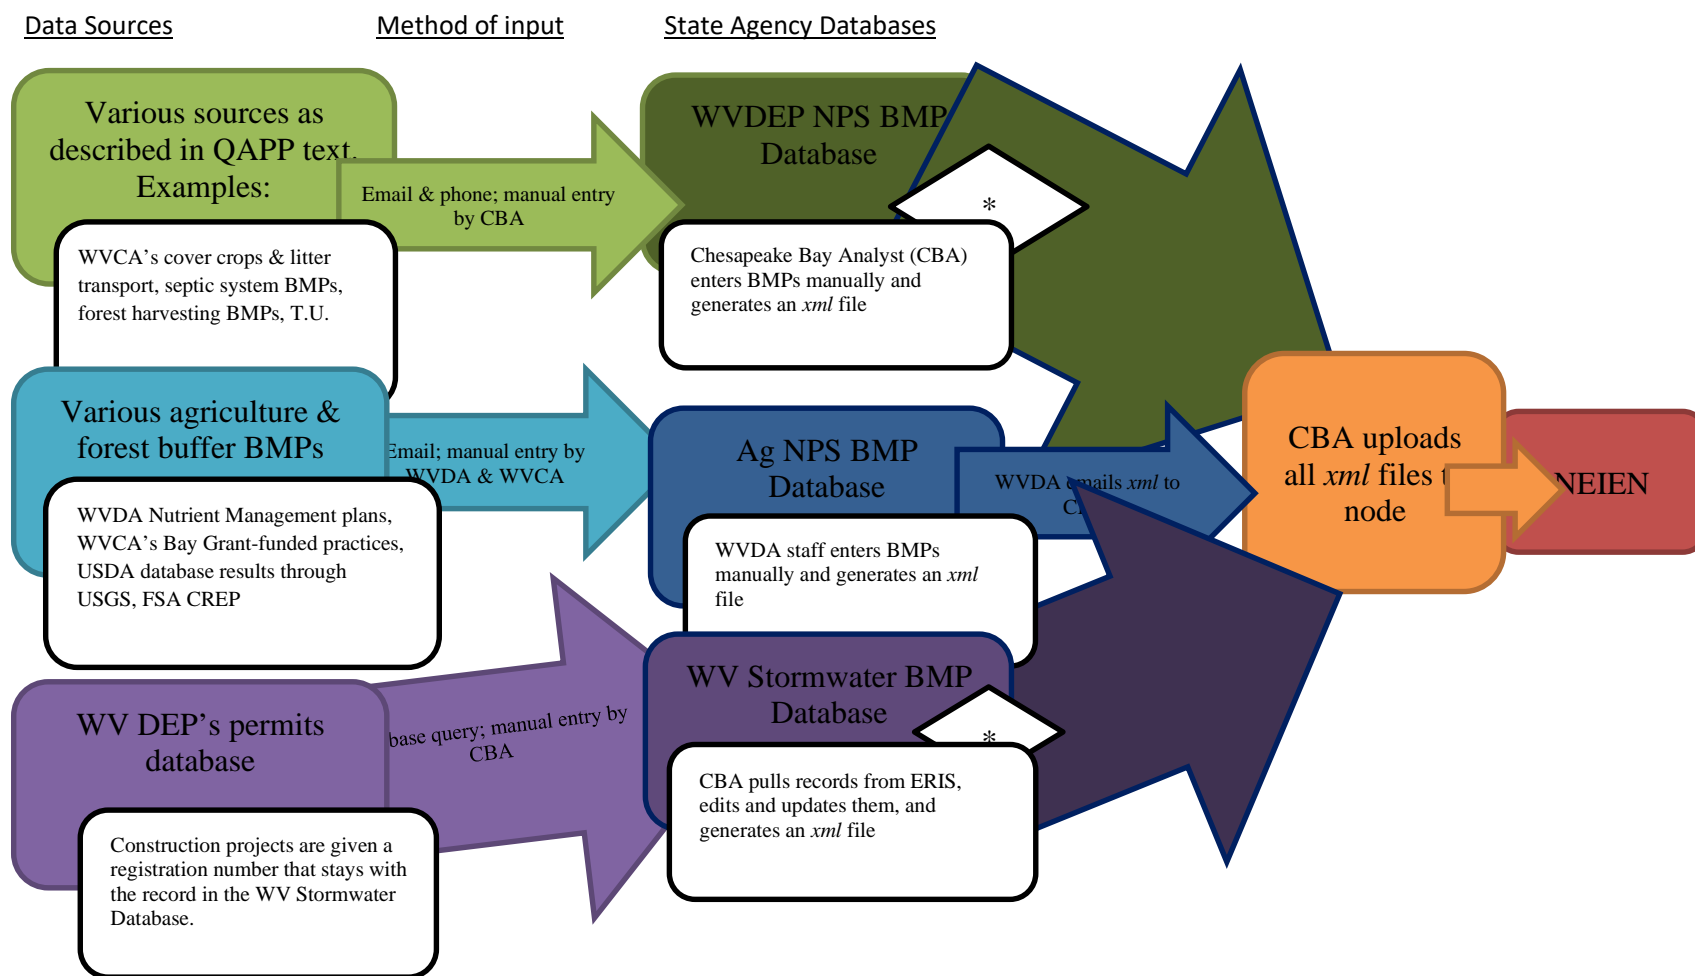 Data Sources
Method of input
State Agency Databases
Various sources as
described in QAPP text.
Examples:
WVCA’s cover crops & litter
transport, septic system BMPs,
forest harvesting BMPs, T.U.
Email & phone; manual entry
by CBA
WVDEP NPS BMP
Database
*
Chesapeake Bay Analyst (CBA)
enters BMPs manually and
generates an xml file
Various agriculture &
forest buffer BMPs
WVDA Nutrient Management plans,
WVCA’s Bay Grant-funded practices,
USDA database results through
USGS, FSA CREP
Email; manual entry by
WVDA & WVCA
Ag NPS BMP
Database
WVDA staff enters BMPs
manually and generates an xml
file
WVDA emails xml to
WV DEP’s permits
database
Construction projects are given a
registration number that stays with
the record in the WV Stormwater
Database.
query; manual entry by
CBA
WV Stormwater BMP
Database
*
CBA pulls records from ERIS,
edits and updates them, and
generates an xml file
CBA uploads
all xml files
node
NEIEN